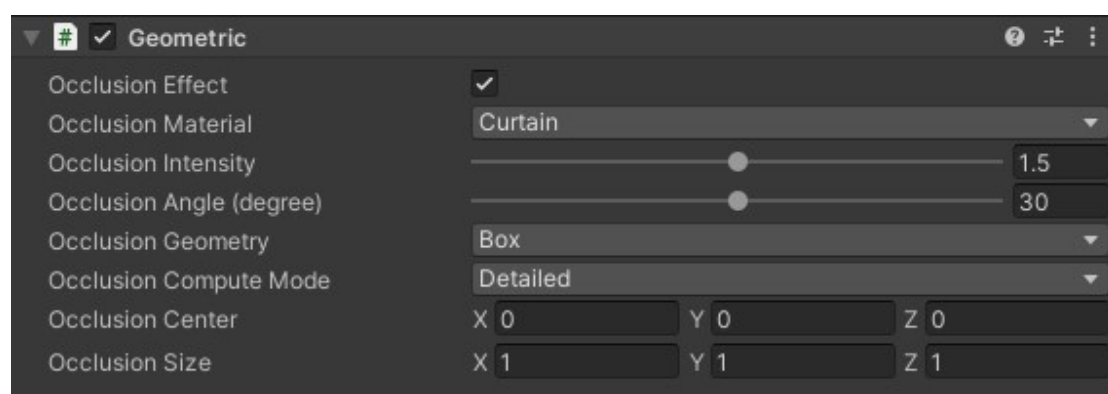 # Geometric
Occlusion Effect
Occlusion Material Curtain
Occlusion Intensity 1.5
Occlusion Angle (degree) 30
Occlusion Geometry Box
Occlusion Compute Mode Detailed
Occlusion Center X 0 Y 0 Z 0
Occlusion Size X 1 Y 1 Z 1